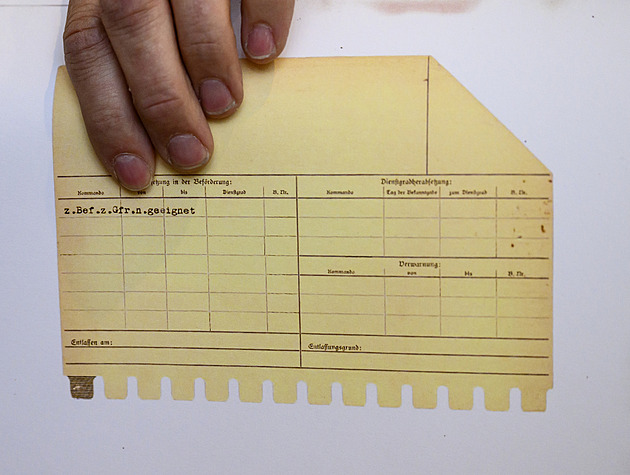 setzung in der Beförderung:
Kommando von bis Dienstgrad B. Nr.
z.Bef.z.Gfr.n.geeignet
Entlassen am:
Dienstgradherabsetzung:
Kommando Tag der Bekanntgabe zum Dienstgrad B. Nr.
Verwarnung:
Kommando von bis B. Nr.
Entlassungsgrund: